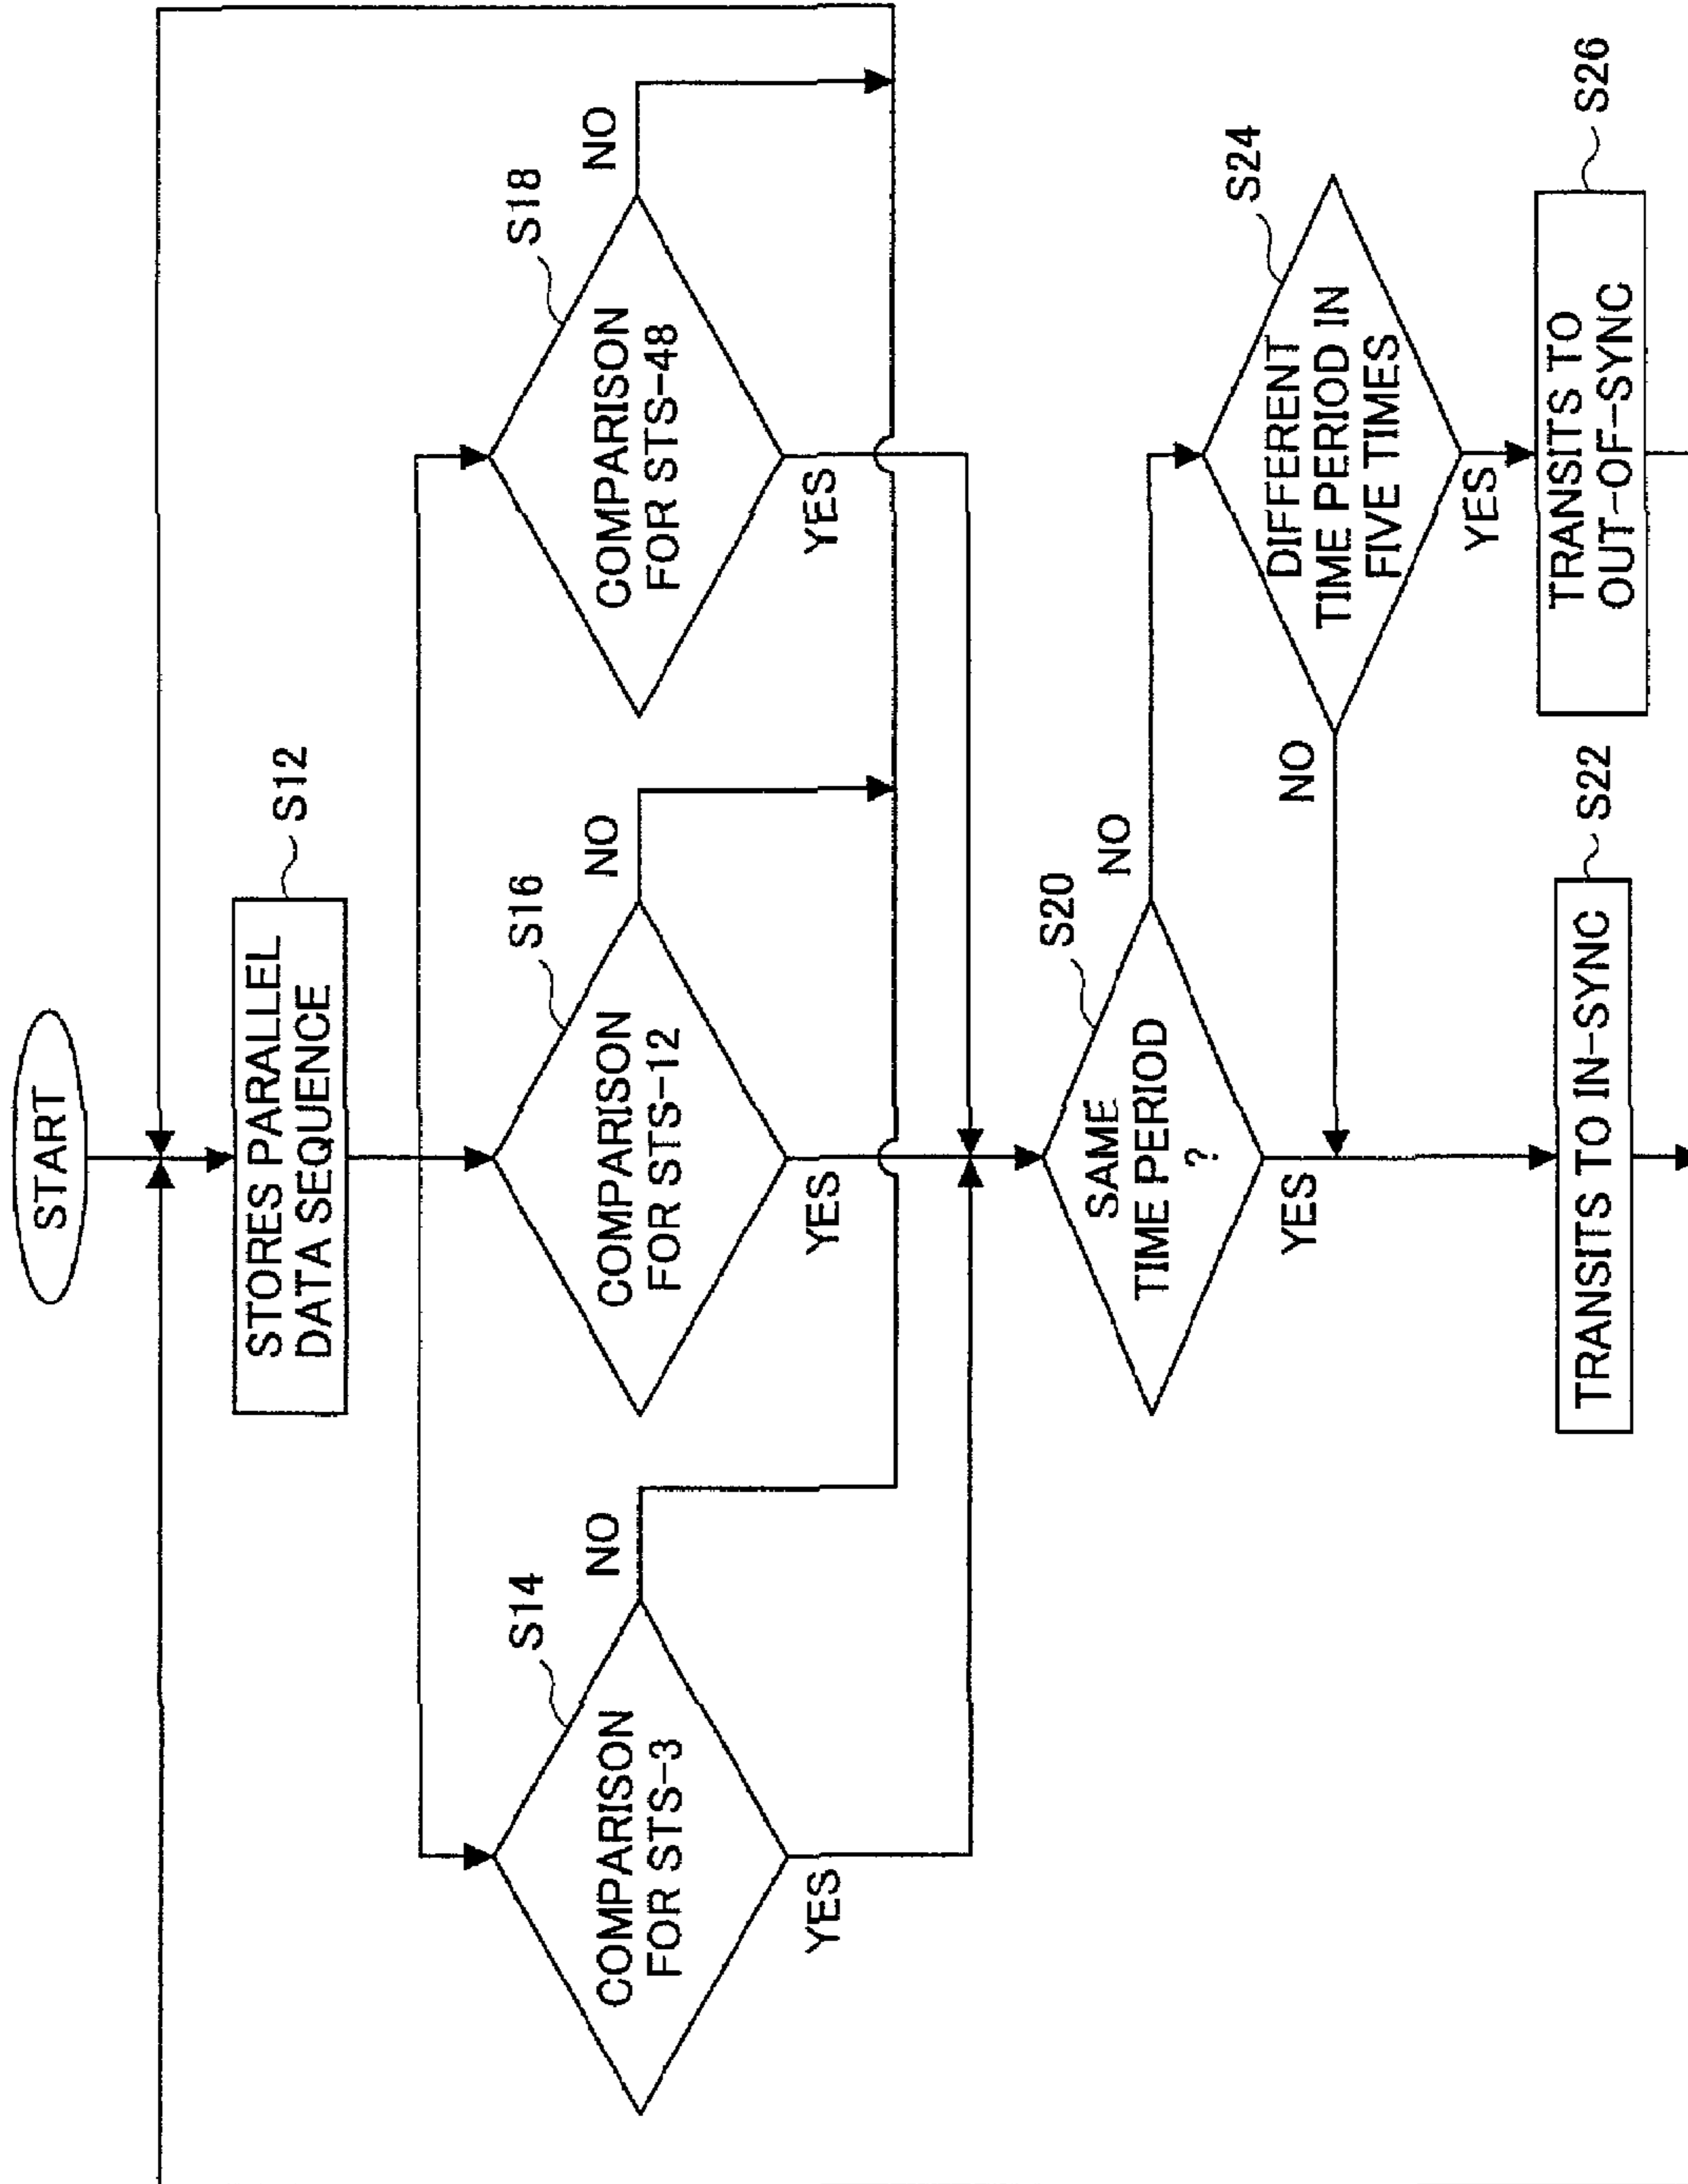 START
STORES PARALLEL
DATA SEQUENCE
S12
COMPARISON
FOR STS-3
S14
NO
YES
COMPARISON
FOR STS-12
S16
NO
YES
COMPARISON
FOR STS-48
S18
NO
YES
SAME
TIME PERIOD
?
S20
NO
YES
DIFFERENT
TIME PERIOD IN
FIVE TIMES
S24
NO
YES
TRANSITS TO IN-SYNC
S22
TRANSITS TO
OUT-OF-SYNC
S26